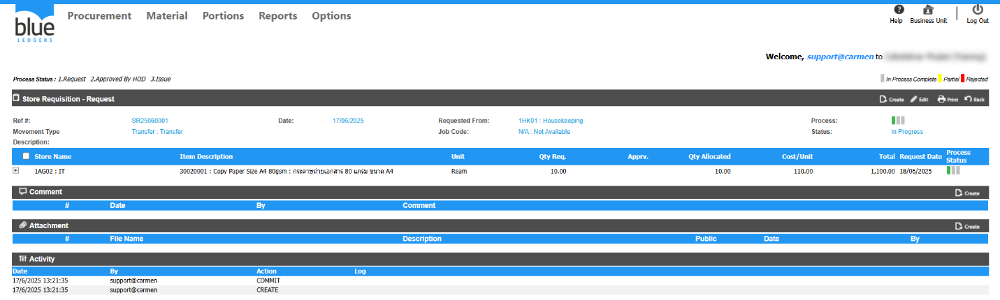 blue
LEDGERS
Procurement Material Portions Reports Options
Help Business Unit Log Out
Welcome, support@carmen to
Process Status : 1.Request 2.Approved By HOD 3.Issue
In Process Complete Partial Rejected
Store Requisition - Request Create Edit Print Back
Ref #: SR25060001 Date: 17/06/2025 Requested From: 1HK01 : Housekeeping Process:
Movement Type Transfer : Transfer Job Code: N/A : Not Available Status: In Progress
Description:
Store Name Item Description Unit Qty Req. Apprv. Qty Allocated Cost/Unit Total Request Date Process Status
1AG02 : IT 30020001 : Copy Paper Size A4 80gsm : กระดาษถ่ายเอกสาร 80 แกรม ขนาด A4 Ream 10.00 10.00 110.00 1,100.00 18/06/2025
Comment Create
# Date By Comment
Attachment Create
# File Name Description Public Date By
Activity
Date By Action Log
17/6/2025 13:21:35 support@carmen COMMIT
17/6/2025 13:21:35 support@carmen CREATE